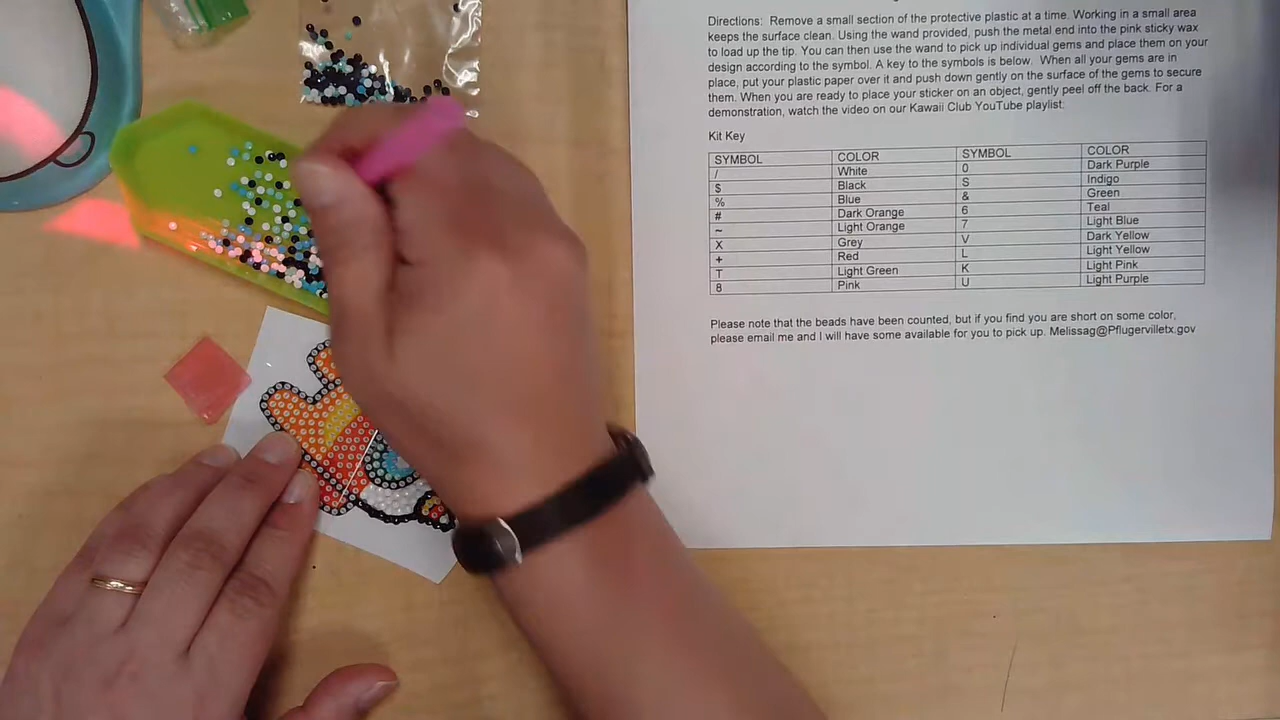 Directions: Remove a small section of the protective plastic at a time. Working in a small area
keeps the surface clean. Using the wand provided, push the metal end into the pink sticky wax
to load up the tip. You can then use the wand to pick up individual gems and place them on your
design according to the symbol. A key to the symbols is below. When all your gems are in
place, put your plastic paper over it and push down gently on the surface of the gems to secure
them. When you are ready to place your sticker on an object, gently peel off the back. For a
demonstration, watch the video on our Kawaii Club YouTube playlist.
Kit Key
SYMBOL COLOR SYMBOL COLOR
/ White 0 Dark Purple
$ Black S Indigo
% Blue & Green
# Dark Orange 6 Teal
~ Light Orange 7 Light Blue
X Grey V Dark Yellow
+ Red L Light Yellow
T Light Green K Light Pink
8 Pink U Light Purple
Please note that the beads have been counted, but if you find you are short on some color,
please email me and I will have some available for you to pick up. Melissag@Pflugervilletx.gov